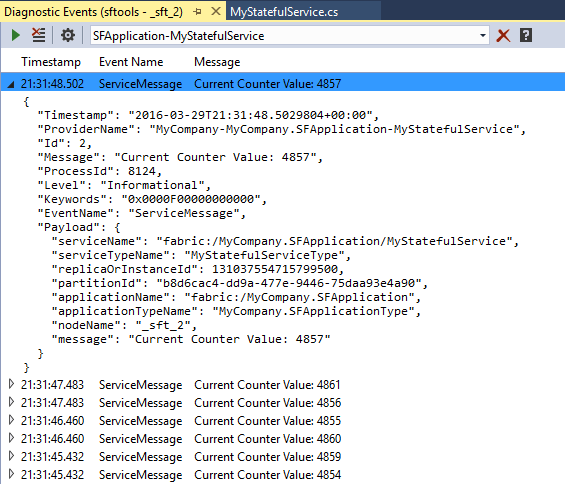 Diagnostic Events (sftools - _sft_2) MyStatefulService.cs
SFApplication-MyStatefulService
Timestamp Event Name Message
21:31:48.502 ServiceMessage Current Counter Value: 4857
{
"Timestamp": "2016-03-29T21:31:48.5029804+00:00",
"ProviderName": "MyCompany-MyCompany.SFApplication-MyStatefulService",
"Id": 2,
"Message": "Current Counter Value: 4857",
"ProcessId": 8124,
"Level": "Informational",
"Keywords": "0x0000F00000000000",
"EventName": "ServiceMessage",
"Payload": {
"serviceName": "fabric:/MyCompany.SFApplication/MyStatefulService",
"serviceTypeName": "MyStatefulServiceType",
"replicaOrInstanceId": 131037554715799500,
"partitionId": "b8d6cac4-dd9a-477e-9446-75daa93e4a90",
"applicationName": "fabric:/MyCompany.SFApplication",
"applicationTypeName": "MyCompany.SFApplicationType",
"nodeName": "_sft_2",
"message": "Current Counter Value: 4857"
}
}
21:31:47.483 ServiceMessage Current Counter Value: 4861
21:31:47.483 ServiceMessage Current Counter Value: 4856
21:31:46.460 ServiceMessage Current Counter Value: 4855
21:31:46.460 ServiceMessage Current Counter Value: 4860
21:31:45.432 ServiceMessage Current Counter Value: 4859
21:31:45.432 ServiceMessage Current Counter Value: 4854